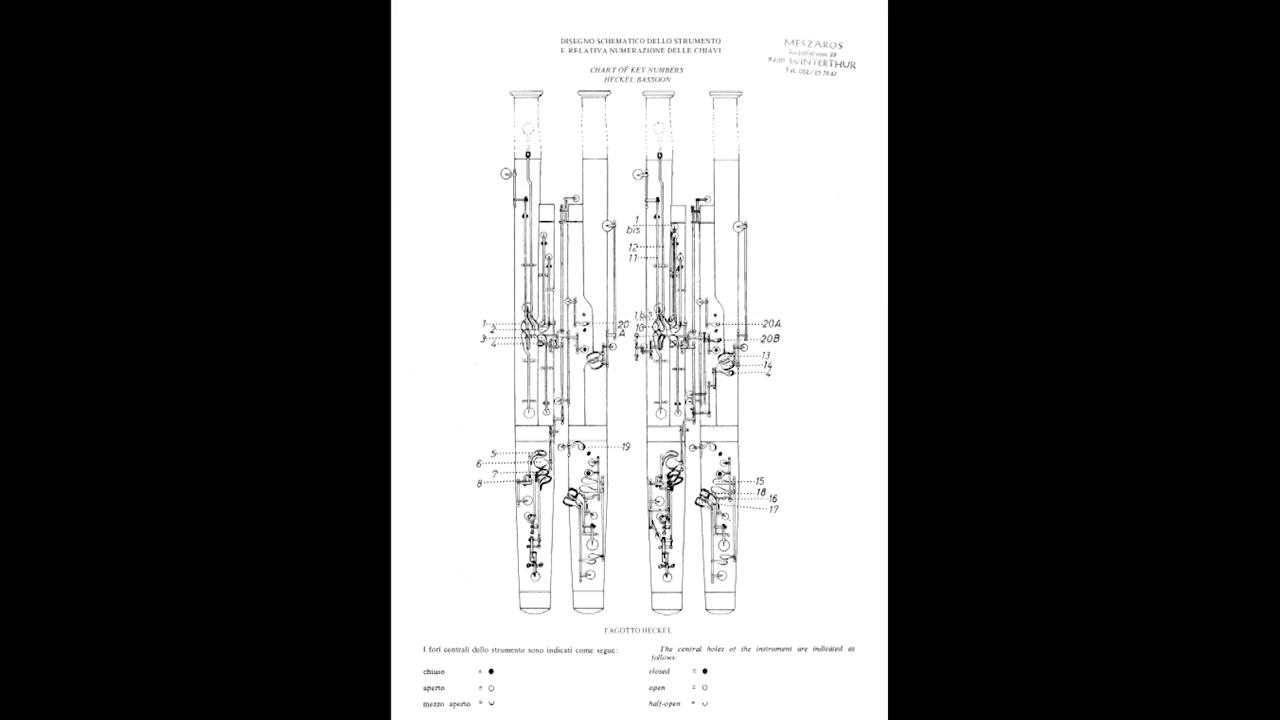 DISEGNO SCHEMATICO DELLO STRUMENTO
E RELATIVA NUMERAZIONE DELLE CHIAVI
CHART OF KEY NUMBERS
HECKEL BASSOON
MESZAROS
WINTERTHUR
1
bis
12
11
1
2
3
4
20
A
1 bis
10
20A
20B
13
14
4
5
6
7
8
19
15
18
16
17
FAGOTTO HECKEL
I fori centrali dello strumento sono indicati come segue:
chiuso = ●
aperto = ○
mezzo aperto = ◡
The central holes of the instrument are indicated as
follows:
closed = ●
open = ○
half-open = ◡